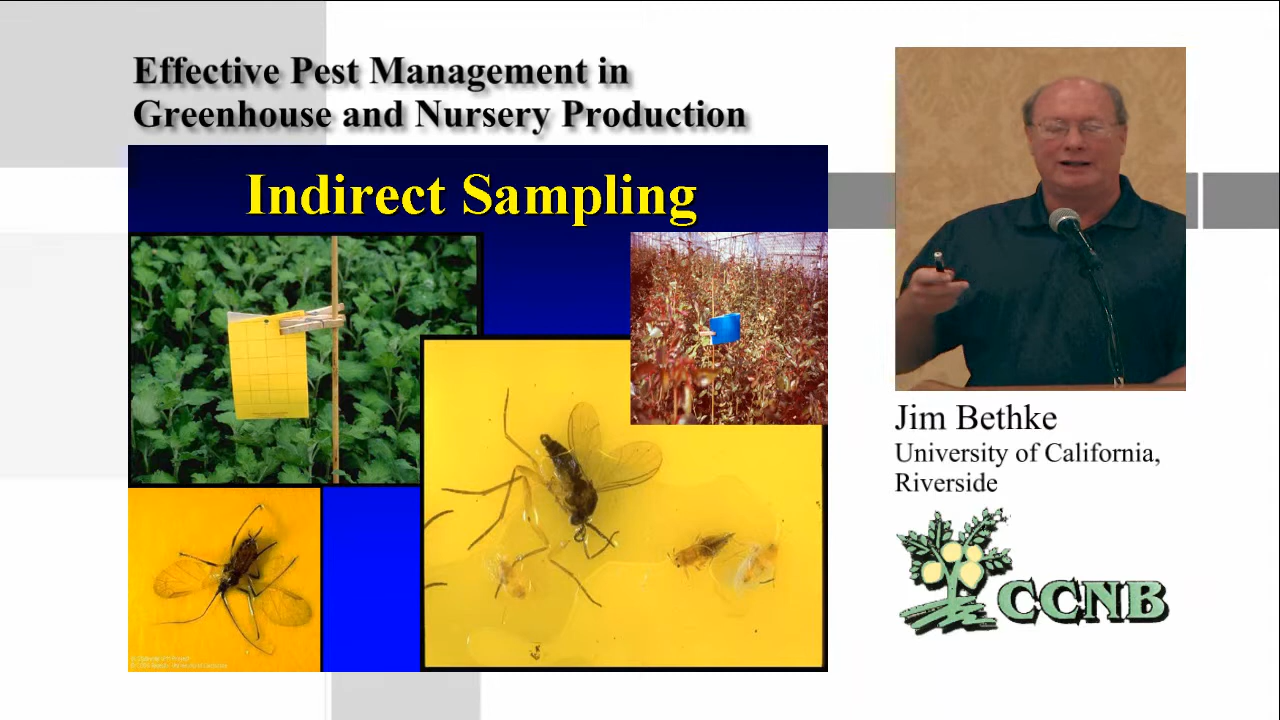 Effective Pest Management in
Greenhouse and Nursery Production
Indirect Sampling
Jim Bethke
University of California,
Riverside
CCNB